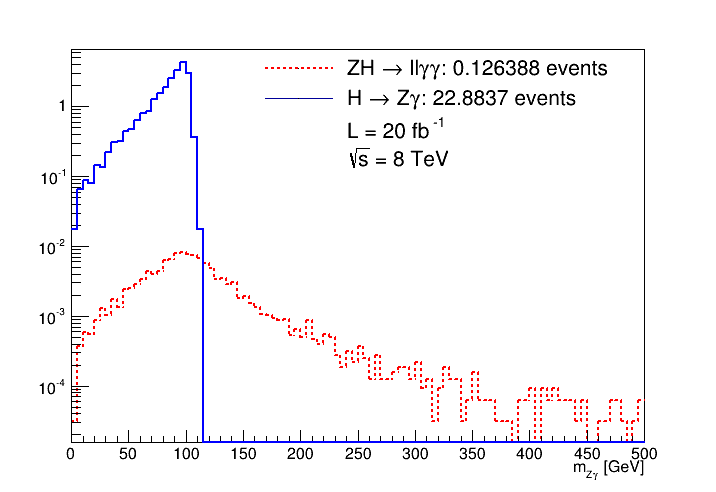 ZH → llγγ: 0.126388 events
H → Zγ: 22.8837 events
L = 20 fb⁻¹
√s = 8 TeV
1
10⁻¹
10⁻²
10⁻³
10⁻⁴
0 50 100 150 200 250 300 350 400 450 500
m_Zγ [GeV]